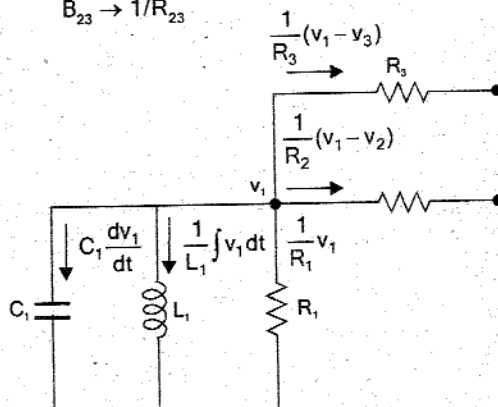 B₂₃ → 1/R₂₃
1/R₃ (v₁ − v₃)
R₃
1/R₂ (v₁ − v₂)
v₁
C₁ dv₁/dt
1/L₁ ∫ v₁ dt
1/R₁ v₁
C₁
L₁
R₁